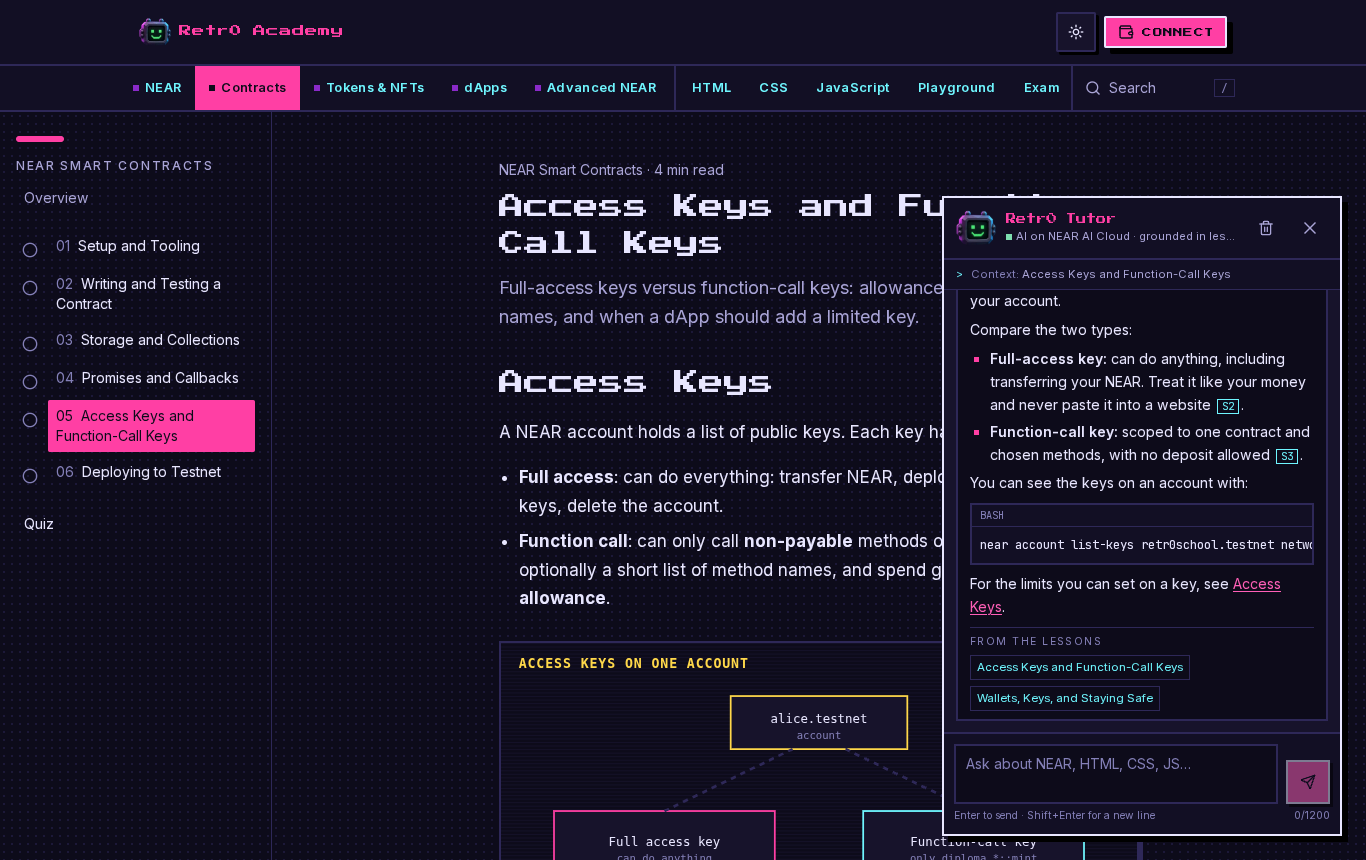 Retr0 Academy
CONNECT
NEAR
Contracts
Tokens & NFTs
dApps
Advanced NEAR
HTML
CSS
JavaScript
Playground
Exam
Search
/
NEAR SMART CONTRACTS
Overview
01 Setup and Tooling
02 Writing and Testing a
Contract
03 Storage and Collections
04 Promises and Callbacks
05 Access Keys and
Function-Call Keys
06 Deploying to Testnet
Quiz
NEAR Smart Contracts · 4 min read
Access Keys and
Call Keys
Full-access keys versus function-call keys: allowance
names, and when a dApp should add a limited key.
Access Keys
A NEAR account holds a list of public keys. Each key
• Full access: can do everything: transfer NEAR,
keys, delete the account.
• Function call: can only call non-payable methods
optionally a short list of method names, and spend
allowance.
ACCESS KEYS ON ONE ACCOUNT
alice.testnet
account
Full access key
can do anything
Function-call key
only diploma.*::mint
Retr0 Tutor
AI on NEAR AI Cloud · grounded in les...
> Context: Access Keys and Function-Call Keys
your account.
Compare the two types:
Full-access key: can do anything, including
transferring your NEAR. Treat it like your money
and never paste it into a website S2.
Function-call key: scoped to one contract and
chosen methods, with no deposit allowed S3.
You can see the keys on an account with:
BASH
near account list-keys retr0school.testnet
For the limits you can set on a key, see Access
Keys.
FROM THE LESSONS
Access Keys and Function-Call Keys
Wallets, Keys, and Staying Safe
Ask about NEAR, HTML, CSS, JS...
Enter to send · Shift+Enter for a new line
0/1200